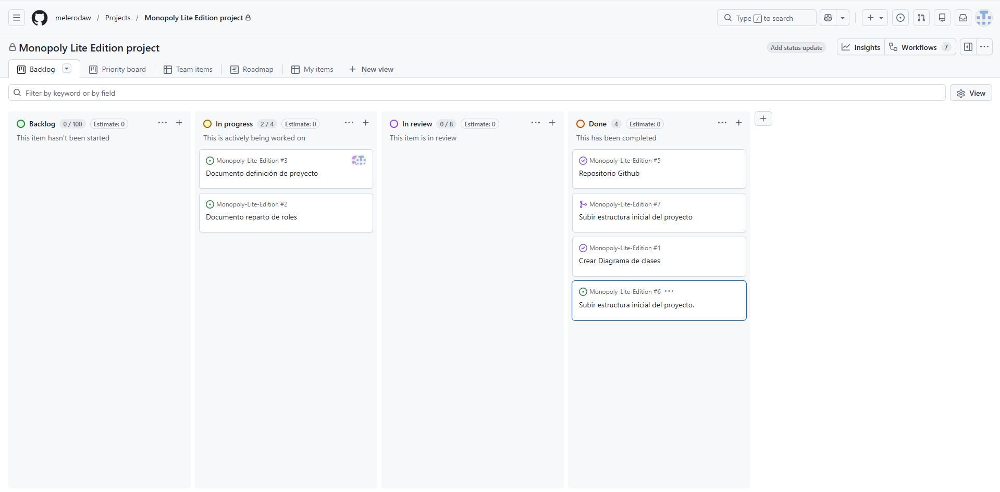 melerodaw / Projects / Monopoly Lite Edition project
Type / to search
Monopoly Lite Edition project
Add status update
Insights
Workflows 7
Backlog
Priority board
Team items
Roadmap
My items
New view
Filter by keyword or by field
View
Backlog 0 / 100 Estimate: 0
This item hasn't been started
In progress 2 / 4 Estimate: 0
This is actively being worked on
Monopoly-Lite-Edition #3
Documento definición de proyecto
Monopoly-Lite-Edition #2
Documento reparto de roles
In review 0 / 8 Estimate: 0
This item is in review
Done 4 Estimate: 0
This has been completed
Monopoly-Lite-Edition #5
Repositorio Github
Monopoly-Lite-Edition #7
Subir estructura inicial del proyecto
Monopoly-Lite-Edition #1
Crear Diagrama de clases
Monopoly-Lite-Edition #6
Subir estructura inicial del proyecto.